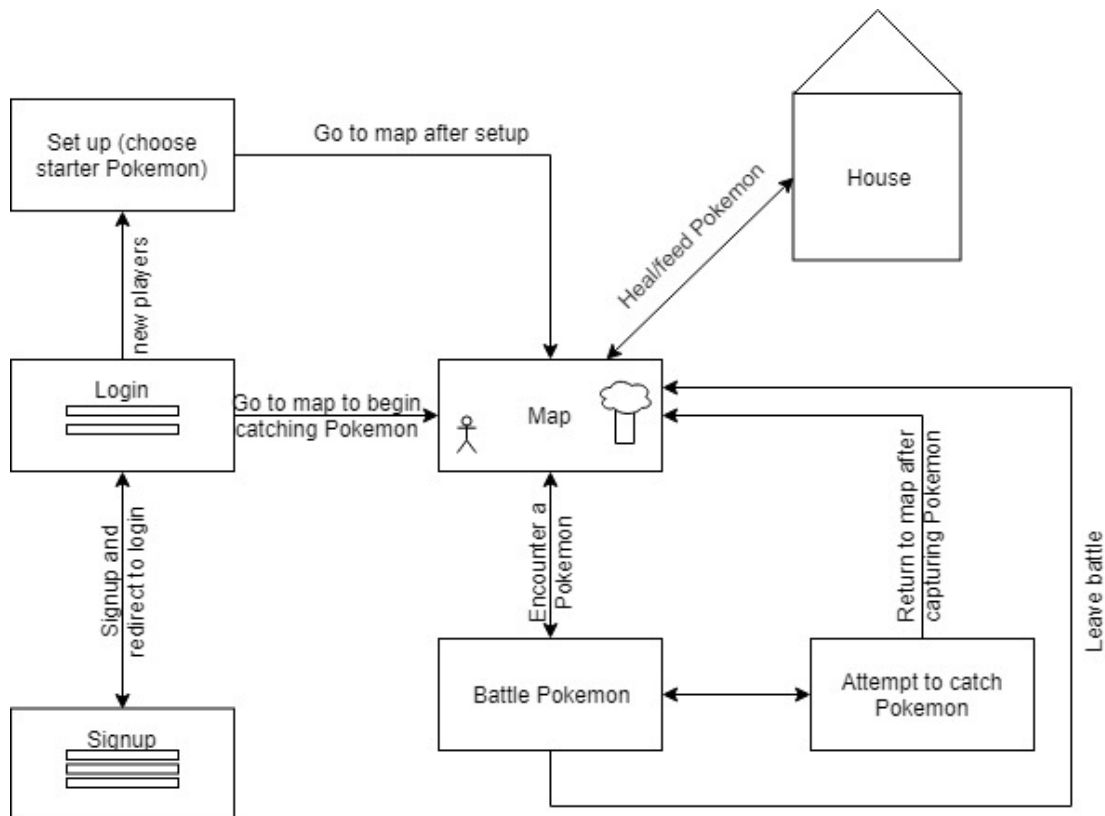 Set up (choose
starter Pokemon)
Go to map after setup
House
Heal/feed Pokemon
new players
Login
Go to map to begin
catching Pokemon
Map
Signup and
redirect to login
Encounter a
Pokemon
Return to map after
capturing Pokemon
Leave battle
Battle Pokemon
Attempt to catch
Pokemon
Signup